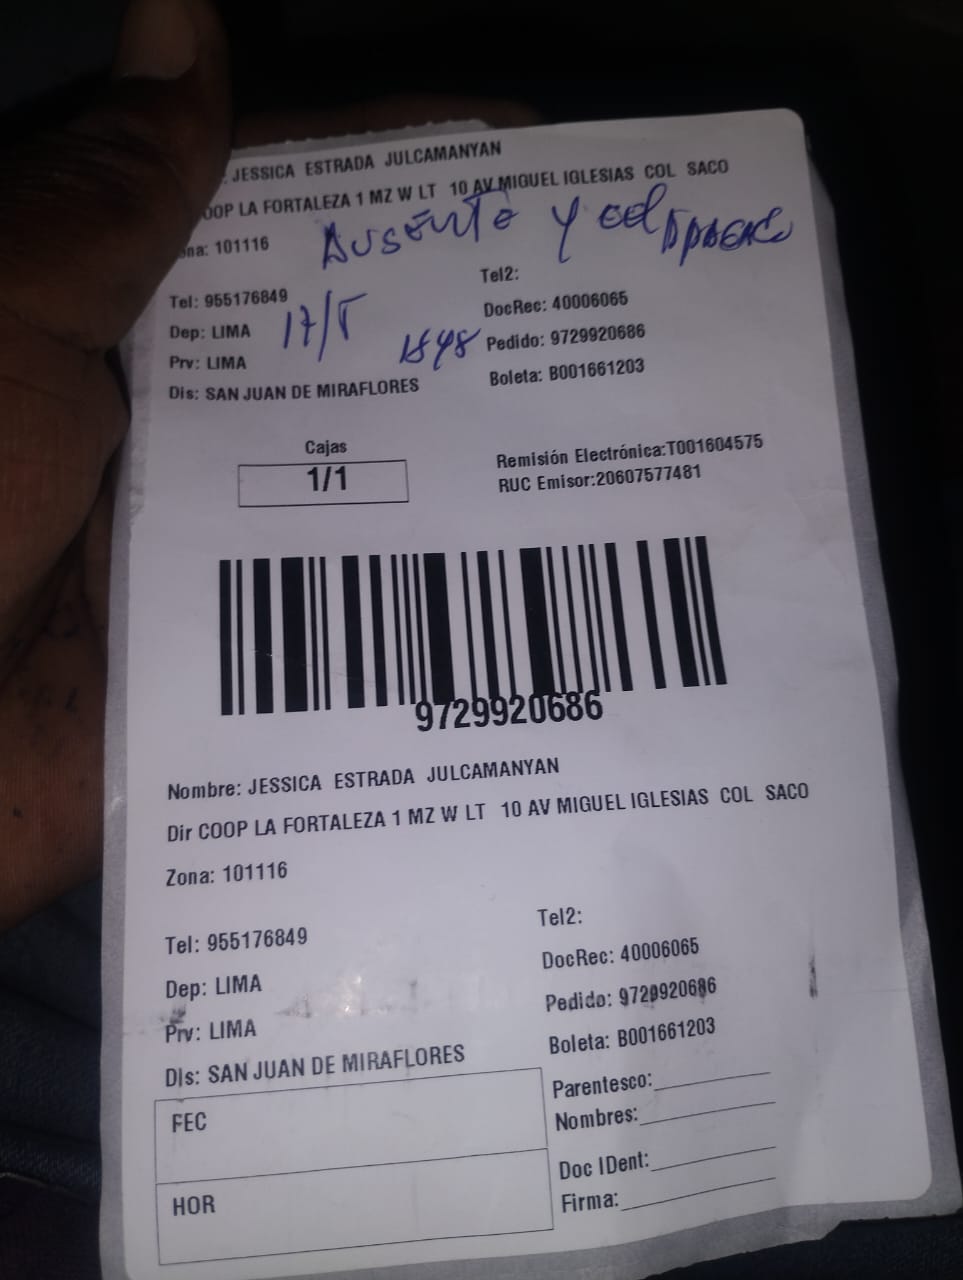 : JESSICA ESTRADA JULCAMANYAN
COOP LA FORTALEZA 1 MZ W LT 10 AV MIGUEL IGLESIAS COL SACO
ona: 101116
Ausente y cel
Tel: 955176849
Tel2:
Dep: LIMA
17/5
DocRec: 40006065
Prv: LIMA
1848
Pedido: 9729920686
Dis: SAN JUAN DE MIRAFLORES
Boleta: B001661203
Cajas
1/1
Remisión Electrónica:T001604575
RUC Emisor:20607577481
9729920686
Nombre: JESSICA ESTRADA JULCAMANYAN
Dir COOP LA FORTALEZA 1 MZ W LT 10 AV MIGUEL IGLESIAS COL SACO
Zona: 101116
Tel: 955176849
Tel2:
Dep: LIMA
DocRec: 40006065
Prv: LIMA
Pedido: 9729920686
Dis: SAN JUAN DE MIRAFLORES
Boleta: B001661203
FEC
Parentesco:
Nombres:
HOR
Doc IDent:
Firma: